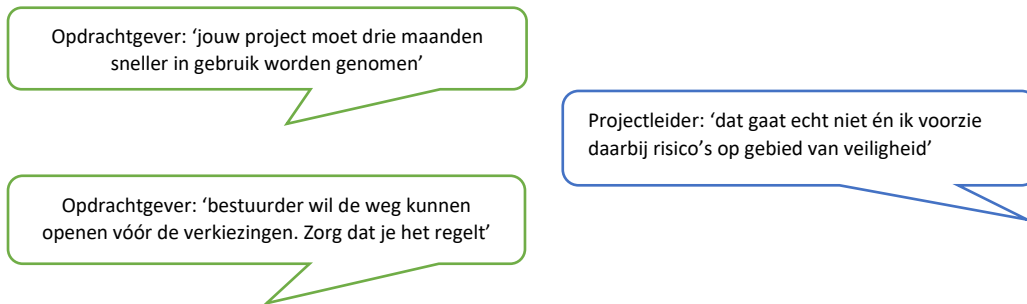 Opdrachtgever: ‘jouw project moet drie maanden
sneller in gebruik worden genomen’
Projectleider: ‘dat gaat echt niet én ik voorzie
daarbij risico’s op gebied van veiligheid’
Opdrachtgever: ‘bestuurder wil de weg kunnen
openen vóór de verkiezingen. Zorg dat je het regelt’